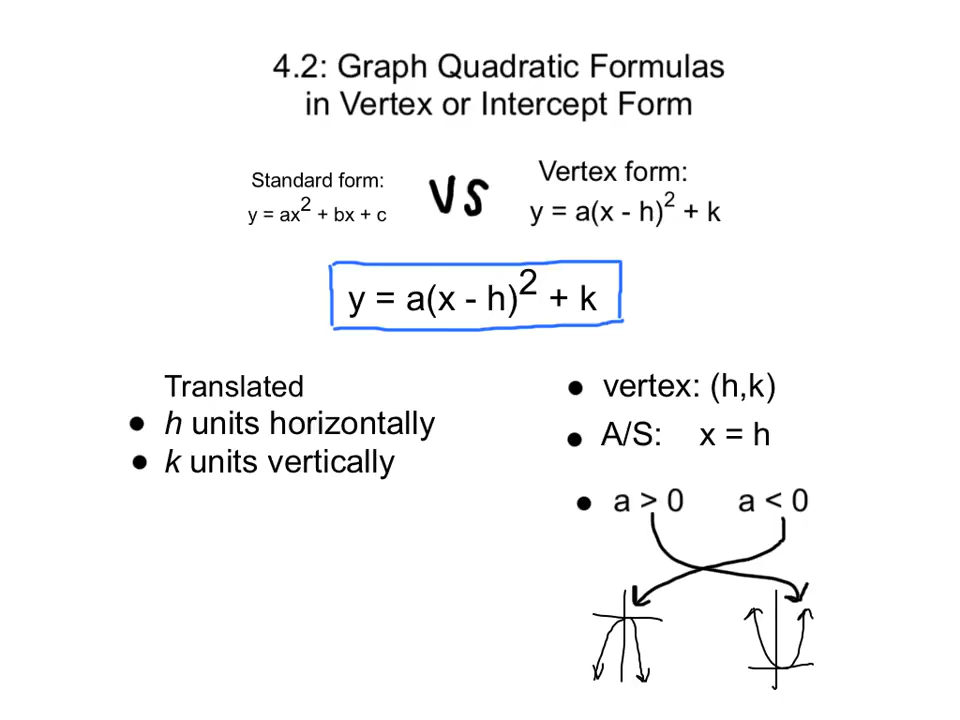 4.2: Graph Quadratic Formulas
in Vertex or Intercept Form
Standard form:
y = ax² + bx + c
VS
Vertex form:
y = a(x - h)² + k
y = a(x - h)² + k
Translated
• h units horizontally
• k units vertically
• vertex: (h,k)
• A/S: x = h
• a > 0 a < 0